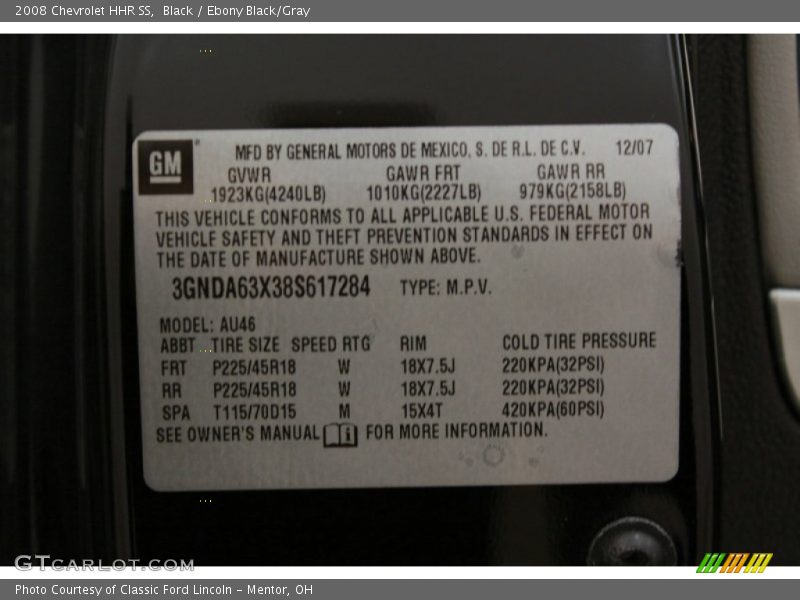 2008 Chevrolet HHR SS, Black / Ebony Black/Gray
GM
MFD BY GENERAL MOTORS DE MEXICO, S. DE R.L. DE C.V. 12/07
GVWR GAWR FRT GAWR RR
1923KG(4240LB) 1010KG(2227LB) 979KG(2158LB)
THIS VEHICLE CONFORMS TO ALL APPLICABLE U.S. FEDERAL MOTOR
VEHICLF SAFETY AND THEFT PREVENTION STANDARDS IN EFFECT ON
THE DATE OF MANUFACTURE SHOWN ABOVE.
3GNDA63X38S617284 TYPE: M.P.V.
MODEL: AU46
ABBT TIRE SIZE SPEED RTG RIM COLD TIRE PRESSURE
FRT P225/45R18 W 18X7.5J 220KPA(32PSI)
RR P225/45R18 W 18X7.5J 220KPA(32PSI)
SPA T115/70D15 M 15X4T 420KPA(60PSI)
SEE OWNER'S MANUAL FOR MORE INFORMATION.
GTCARLOT.COM
Photo Courtesy of Classic Ford Lincoln - Mentor, OH